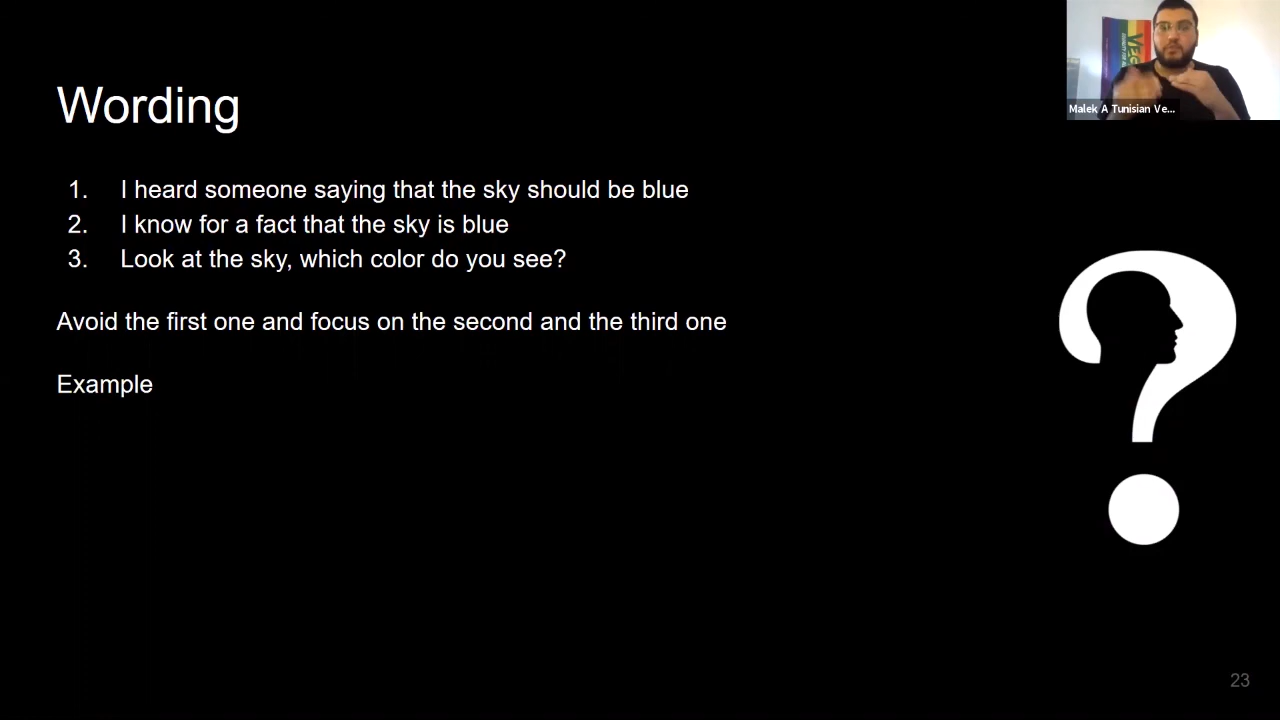 Wording
1. I heard someone saying that the sky should be blue
2. I know for a fact that the sky is blue
3. Look at the sky, which color do you see?
Avoid the first one and focus on the second and the third one
Example
Malek A Tunisian Ve...
23